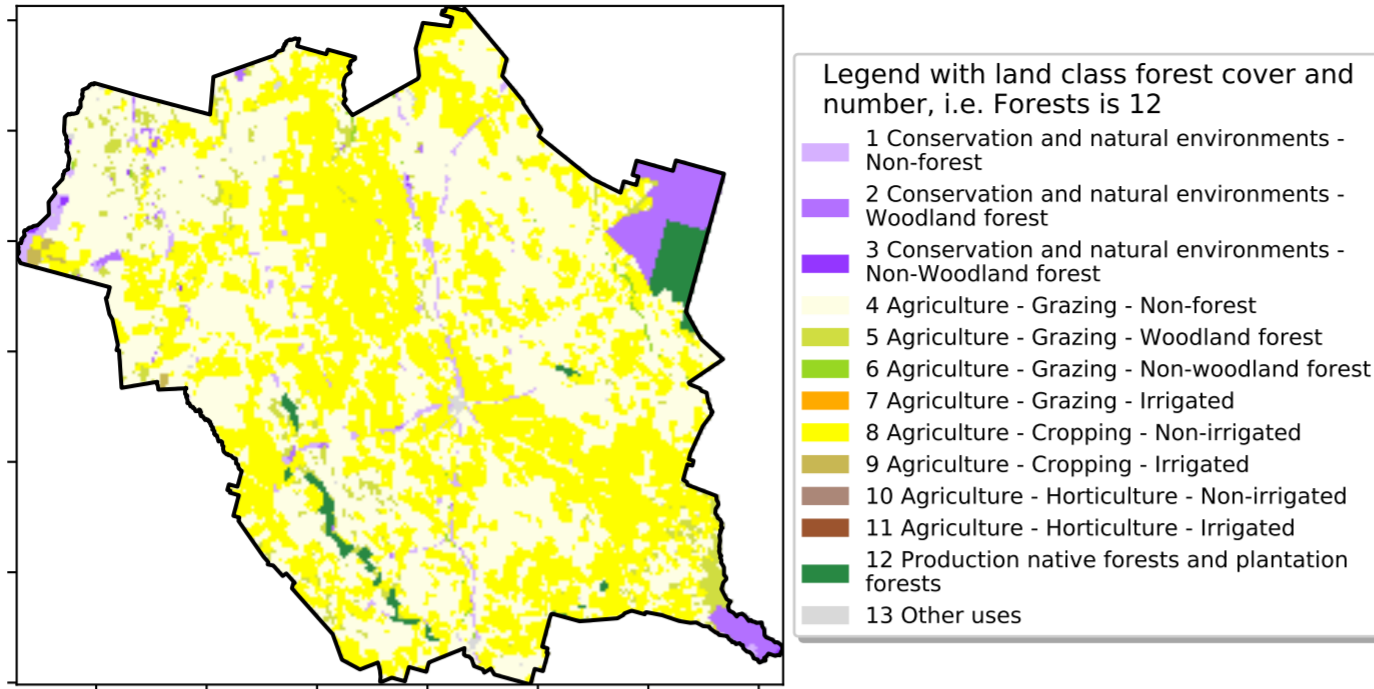 Legend with land class forest cover and
number, i.e. Forests is 12
1 Conservation and natural environments -
Non-forest
2 Conservation and natural environments -
Woodland forest
3 Conservation and natural environments -
Non-Woodland forest
4 Agriculture - Grazing - Non-forest
5 Agriculture - Grazing - Woodland forest
6 Agriculture - Grazing - Non-woodland forest
7 Agriculture - Grazing - Irrigated
8 Agriculture - Cropping - Non-irrigated
9 Agriculture - Cropping - Irrigated
10 Agriculture - Horticulture - Non-irrigated
11 Agriculture - Horticulture - Irrigated
12 Production native forests and plantation
forests
13 Other uses